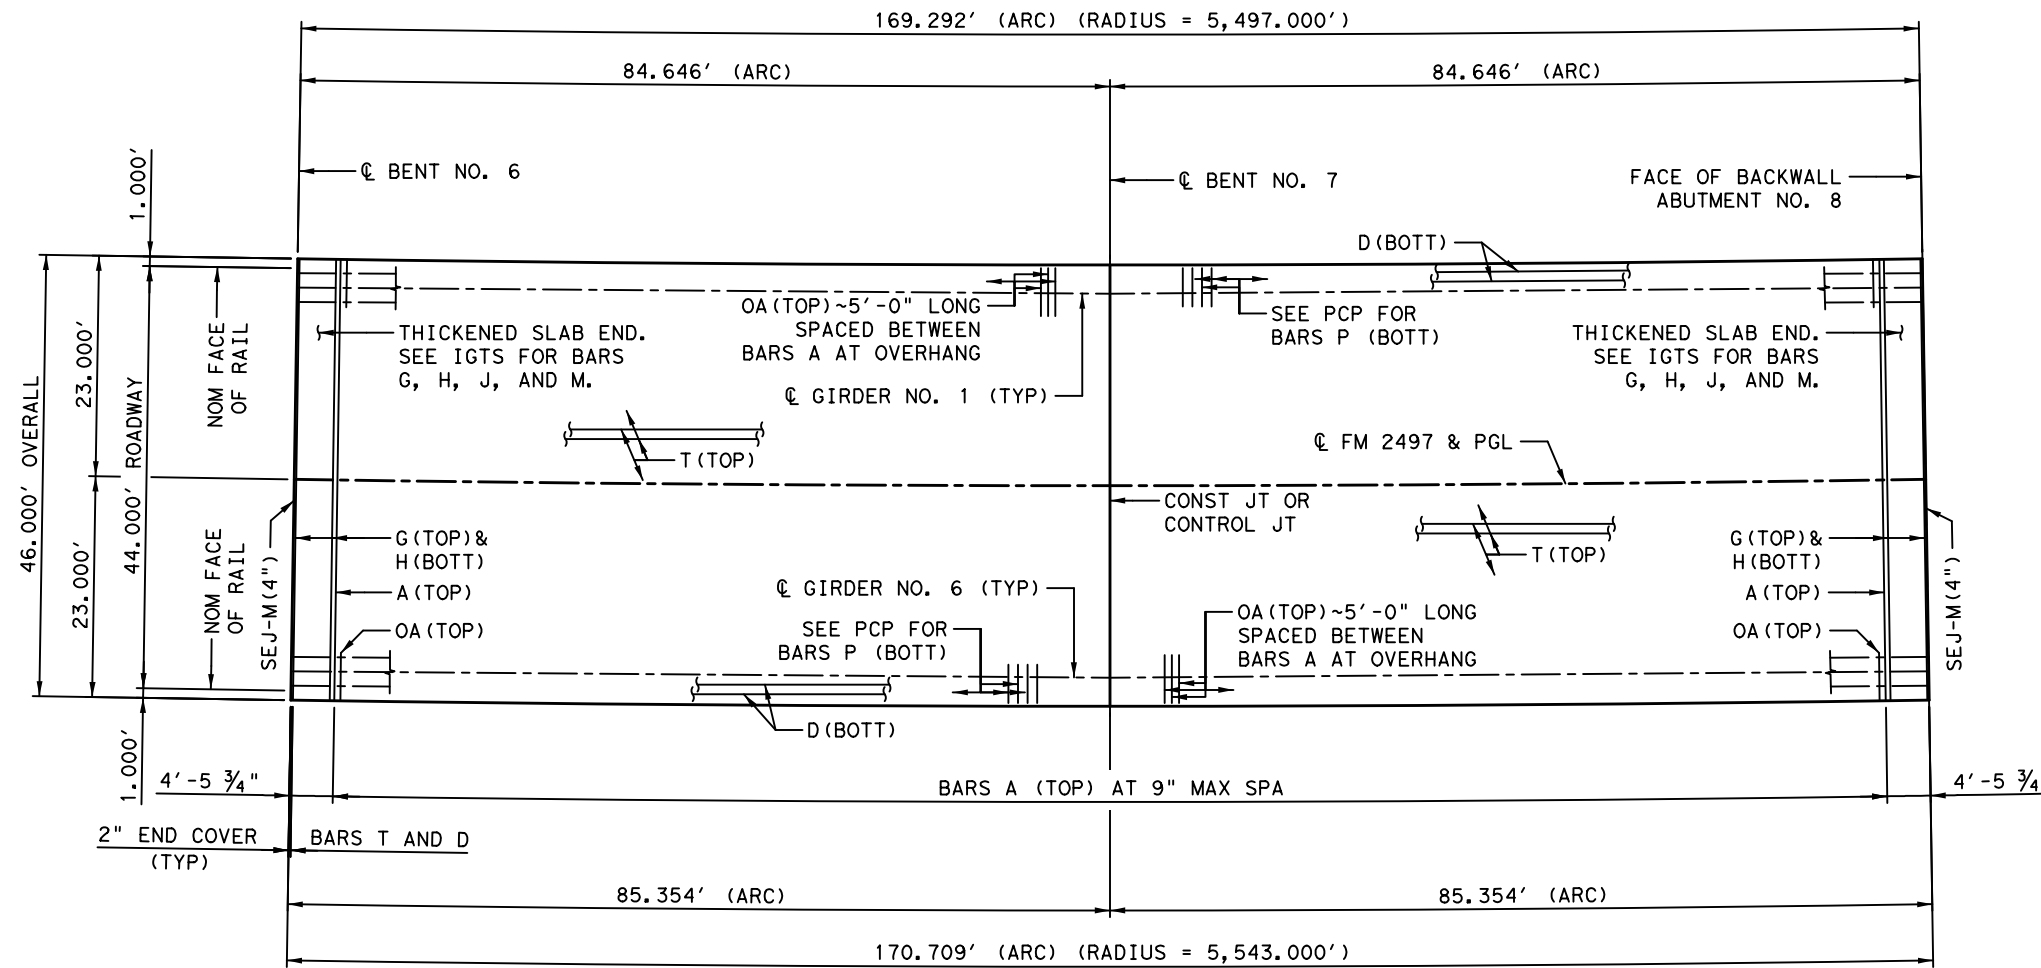 169.292′ (ARC) (RADIUS = 5,497.000′)
84.646′ (ARC)
84.646′ (ARC)
1.000′
℄ BENT NO. 6
℄ BENT NO. 7
FACE OF BACKWALL
ABUTMENT NO. 8
D(BOTT)
OA(TOP)~5′-0" LONG
SPACED BETWEEN
BARS A AT OVERHANG
SEE PCP FOR
BARS P (BOTT)
THICKENED SLAB END.
SEE IGTS FOR BARS
G, H, J, AND M.
THICKENED SLAB END.
SEE IGTS FOR BARS
G, H, J, AND M.
NOM FACE
OF RAIL
℄ GIRDER NO. 1 (TYP)
46.000′ OVERALL
23.000′
44.000′ ROADWAY
℄ FM 2497 & PGL
T(TOP)
CONST JT OR
CONTROL JT
T(TOP)
23.000′
NOM FACE
OF RAIL
SEJ-M(4")
G(TOP)&
H(BOTT)
A(TOP)
OA(TOP)
℄ GIRDER NO. 6 (TYP)
SEE PCP FOR
BARS P (BOTT)
OA(TOP)~5′-0" LONG
SPACED BETWEEN
BARS A AT OVERHANG
G(TOP)&
H(BOTT)
A(TOP)
OA(TOP)
SEJ-M(4")
D(BOTT)
1.000′
4′-5 ¾"
BARS A (TOP) AT 9" MAX SPA
4′-5 ¾
2" END COVER
(TYP)
BARS T AND D
85.354′ (ARC)
85.354′ (ARC)
170.709′ (ARC) (RADIUS = 5,543.000′)